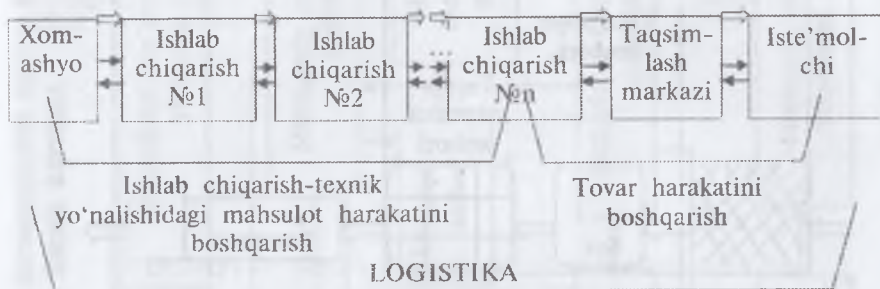 Xom-
ashyo
Ishlab
chiqarish
№1
Ishlab
chiqarish
№2
...
Ishlab
chiqarish
№n
Taqsim-
lash
markazi
Iste’mol-
chi
Ishlab chiqarish-texnik
yo‘nalishidagi mahsulot harakatini
boshqarish
Tovar harakatini
boshqarish
LOGISTIKA